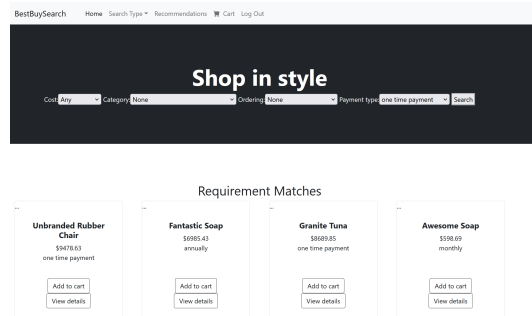 BestBuySearch Home Search Type Recommendations Cart Log Out
Shop in style
Cost: Any Category: None Ordering: None Payment type: one time payment Search
Requirement Matches
... ... ... ...
Unbranded Rubber Chair
$9478.63
one time payment
Add to cart
View details
Fantastic Soap
$6985.43
annually
Add to cart
View details
Granite Tuna
$8689.85
one time payment
Add to cart
View details
Awesome Soap
$598.69
monthly
Add to cart
View details